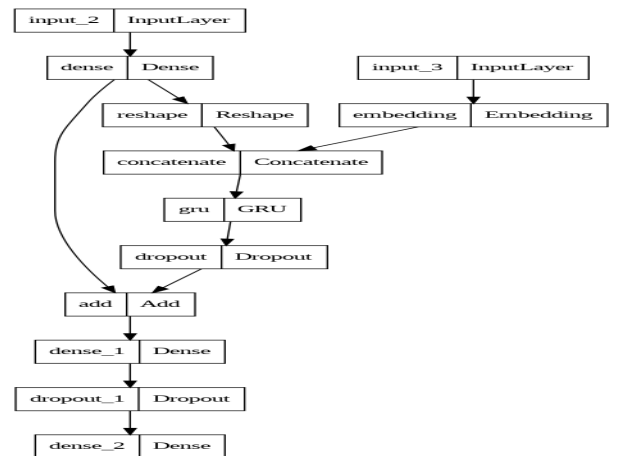 input_2 InputLayer
dense Dense
input_3 InputLayer
reshape Reshape
embedding Embedding
concatenate Concatenate
gru GRU
dropout Dropout
add Add
dense_1 Dense
dropout_1 Dropout
dense_2 Dense